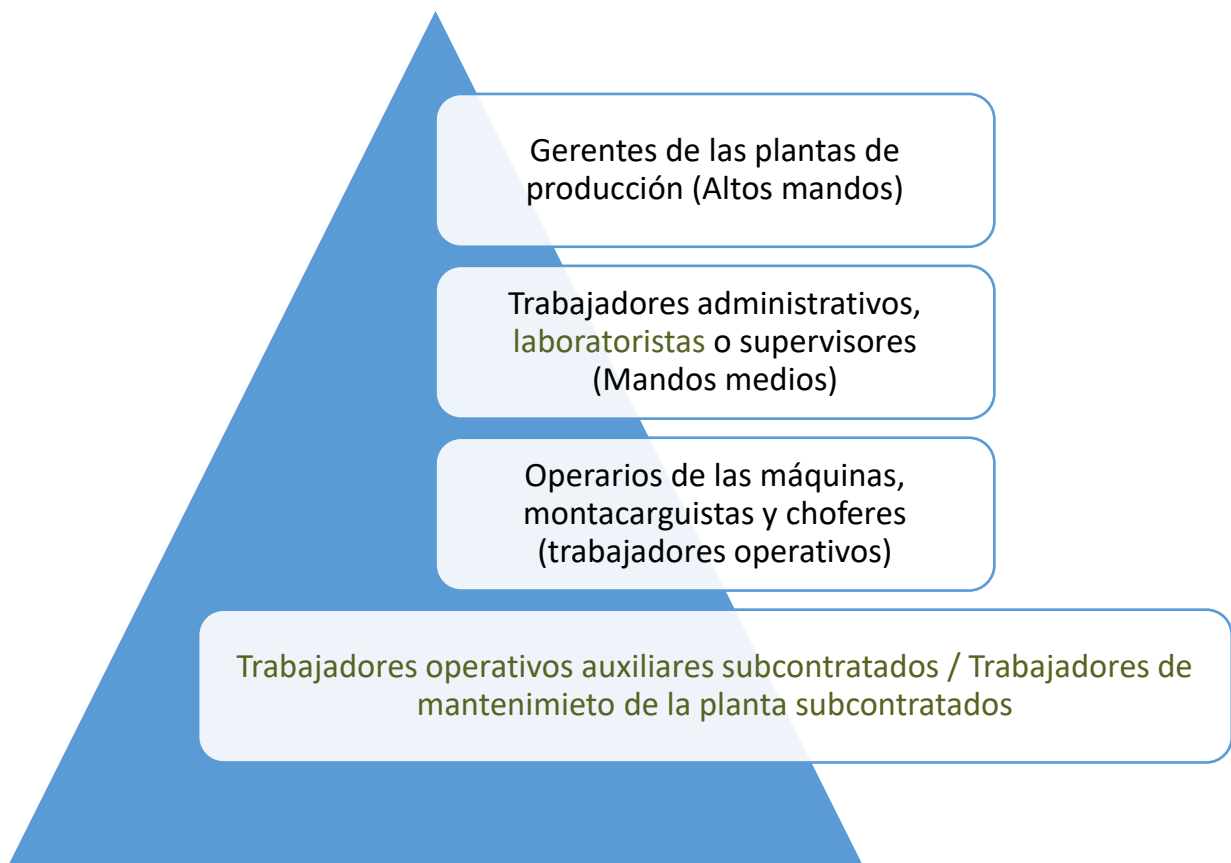 Gerentes de las plantas de
producción (Altos mandos)
Trabajadores administrativos,
laboratoristas o supervisores
(Mandos medios)
Operarios de las máquinas,
montacarguistas y choferes
(trabajadores operativos)
Trabajadores operativos auxiliares subcontratados / Trabajadores de
mantenimieto de la planta subcontratados